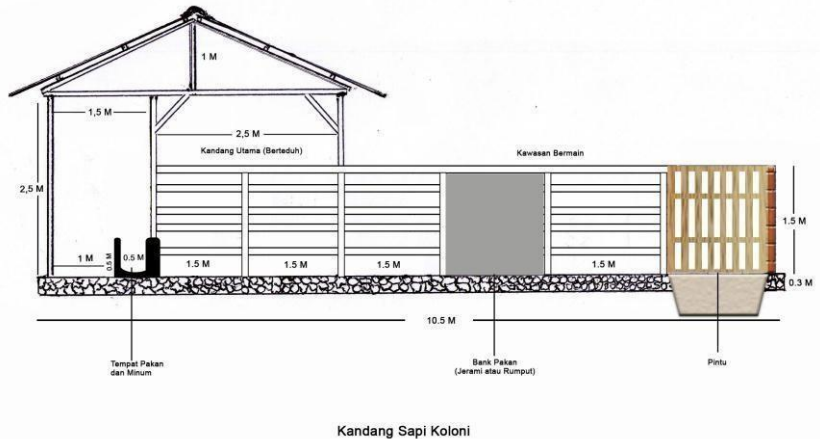 1 M
1,5 M
2,5 M
Kandang Utama (Berteduh)
Kawasan Bermain
2,5 M
1.5 M
1 M
0.5 M
0.5 M
1.5 M
1.5 M
1.5 M
1.5 M
0.3 M
10.5 M
Tempat Pakan
dan Minum
Bank Pakan
(Jerami atau Rumput)
Pintu
Kandang Sapi Koloni